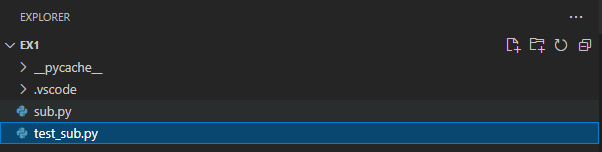 EXPLORER
EX1
__pycache__
.vscode
sub.py
test_sub.py